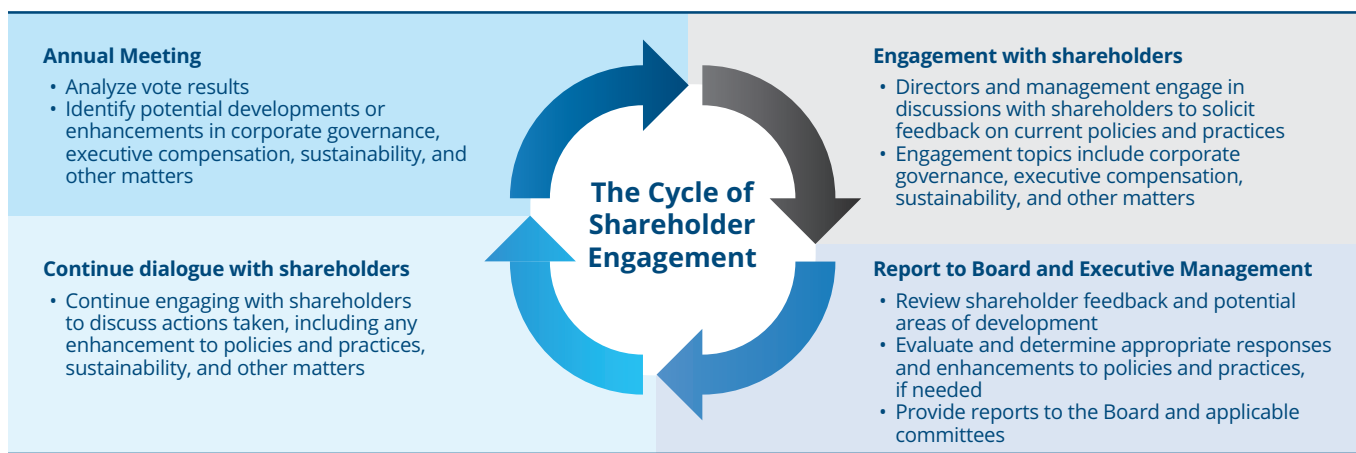 Annual Meeting
• Analyze vote results
• Identify potential developments or
enhancements in corporate governance,
executive compensation, sustainability, and
other matters
Engagement with shareholders
• Directors and management engage in
discussions with shareholders to solicit
feedback on current policies and practices
• Engagement topics include corporate
governance, executive compensation,
sustainability, and other matters
The Cycle of
Shareholder
Engagement
Continue dialogue with shareholders
• Continue engaging with shareholders
to discuss actions taken, including any
enhancement to policies and practices,
sustainability, and other matters
Report to Board and Executive Management
• Review shareholder feedback and potential
areas of development
• Evaluate and determine appropriate responses
and enhancements to policies and practices,
if needed
• Provide reports to the Board and applicable
committees